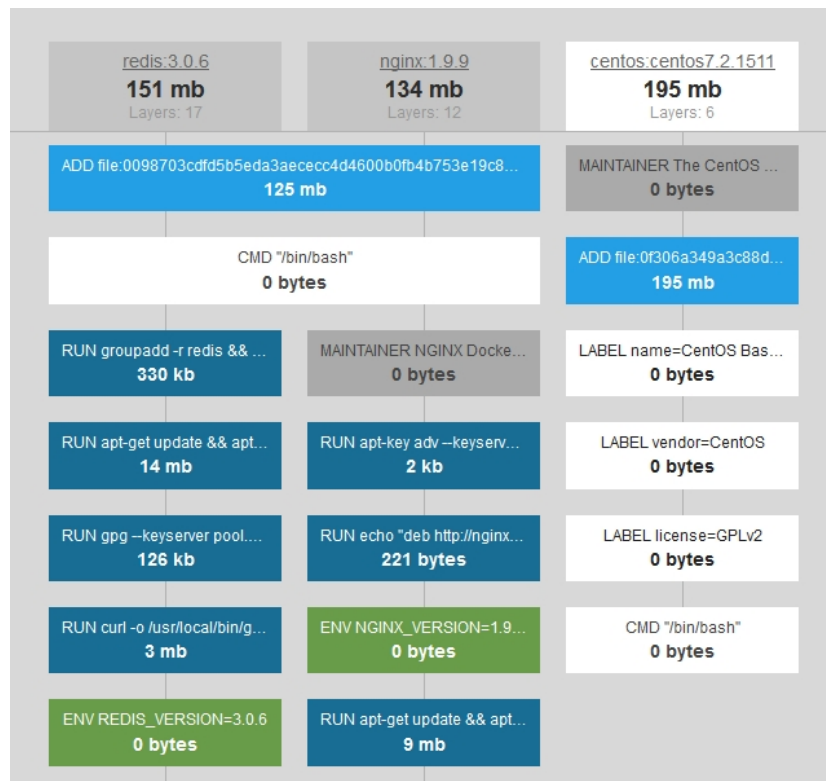 redis:3.0.6
151 mb
Layers: 17
nginx:1.9.9
134 mb
Layers: 12
centos:centos7.2.1511
195 mb
Layers: 6
ADD file:0098703cdfd5b5eda3aececc4d4600b0fb4b753e19c8...
125 mb
MAINTAINER The CentOS ...
0 bytes
CMD "/bin/bash"
0 bytes
ADD file:0f306a349a3c88d...
195 mb
RUN groupadd -r redis && ...
330 kb
MAINTAINER NGINX Docke...
0 bytes
LABEL name=CentOS Bas...
0 bytes
RUN apt-get update && apt...
14 mb
RUN apt-key adv --keyserv...
2 kb
LABEL vendor=CentOS
0 bytes
RUN gpg --keyserver pool....
126 kb
RUN echo "deb http://nginx...
221 bytes
LABEL license=GPLv2
0 bytes
RUN curl -o /usr/local/bin/g...
3 mb
ENV NGINX_VERSION=1.9...
0 bytes
CMD "/bin/bash"
0 bytes
ENV REDIS_VERSION=3.0.6
0 bytes
RUN apt-get update && apt...
9 mb